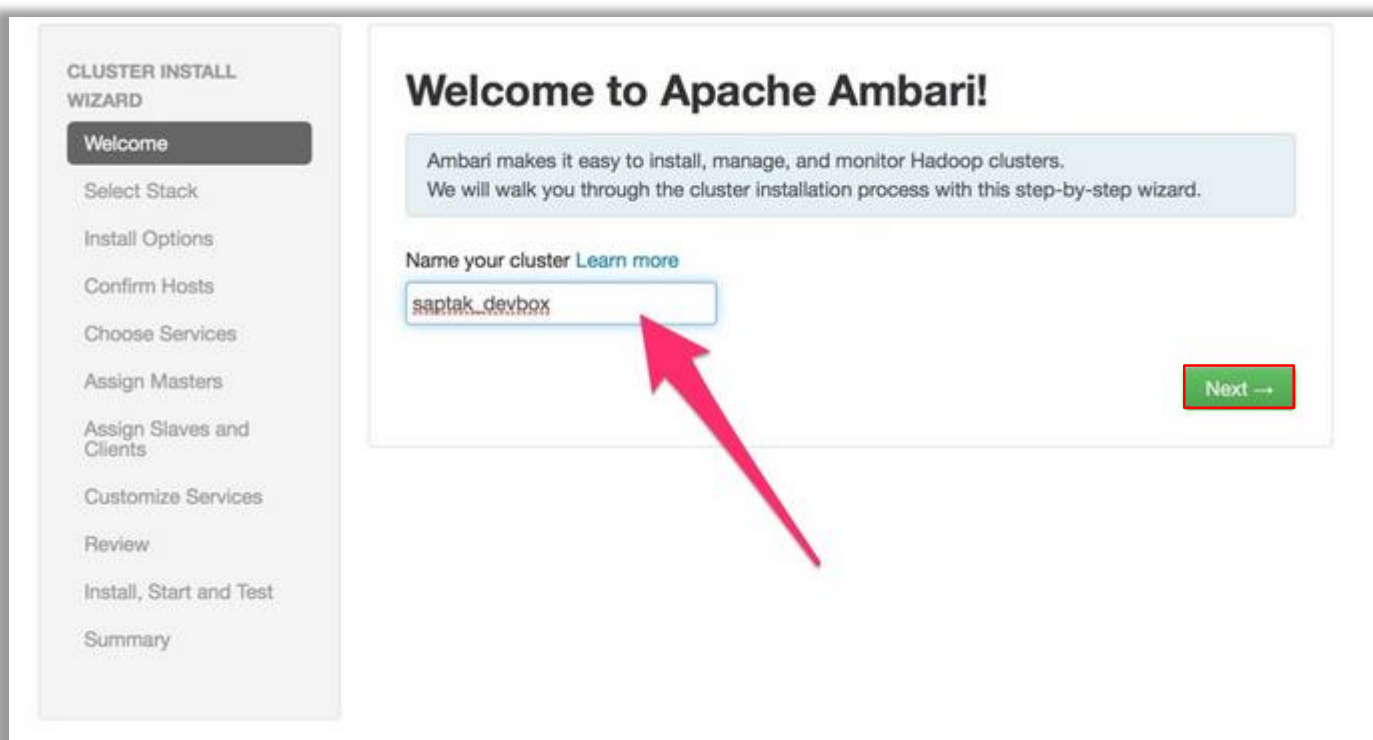 CLUSTER INSTALL
WIZARD
Welcome
Select Stack
Install Options
Confirm Hosts
Choose Services
Assign Masters
Assign Slaves and
Clients
Customize Services
Review
Install, Start and Test
Summary
Welcome to Apache Ambari!
Ambari makes it easy to install, manage, and monitor Hadoop clusters.
We will walk you through the cluster installation process with this step-by-step wizard.
Name your cluster Learn more
saptak_devbox
Next →